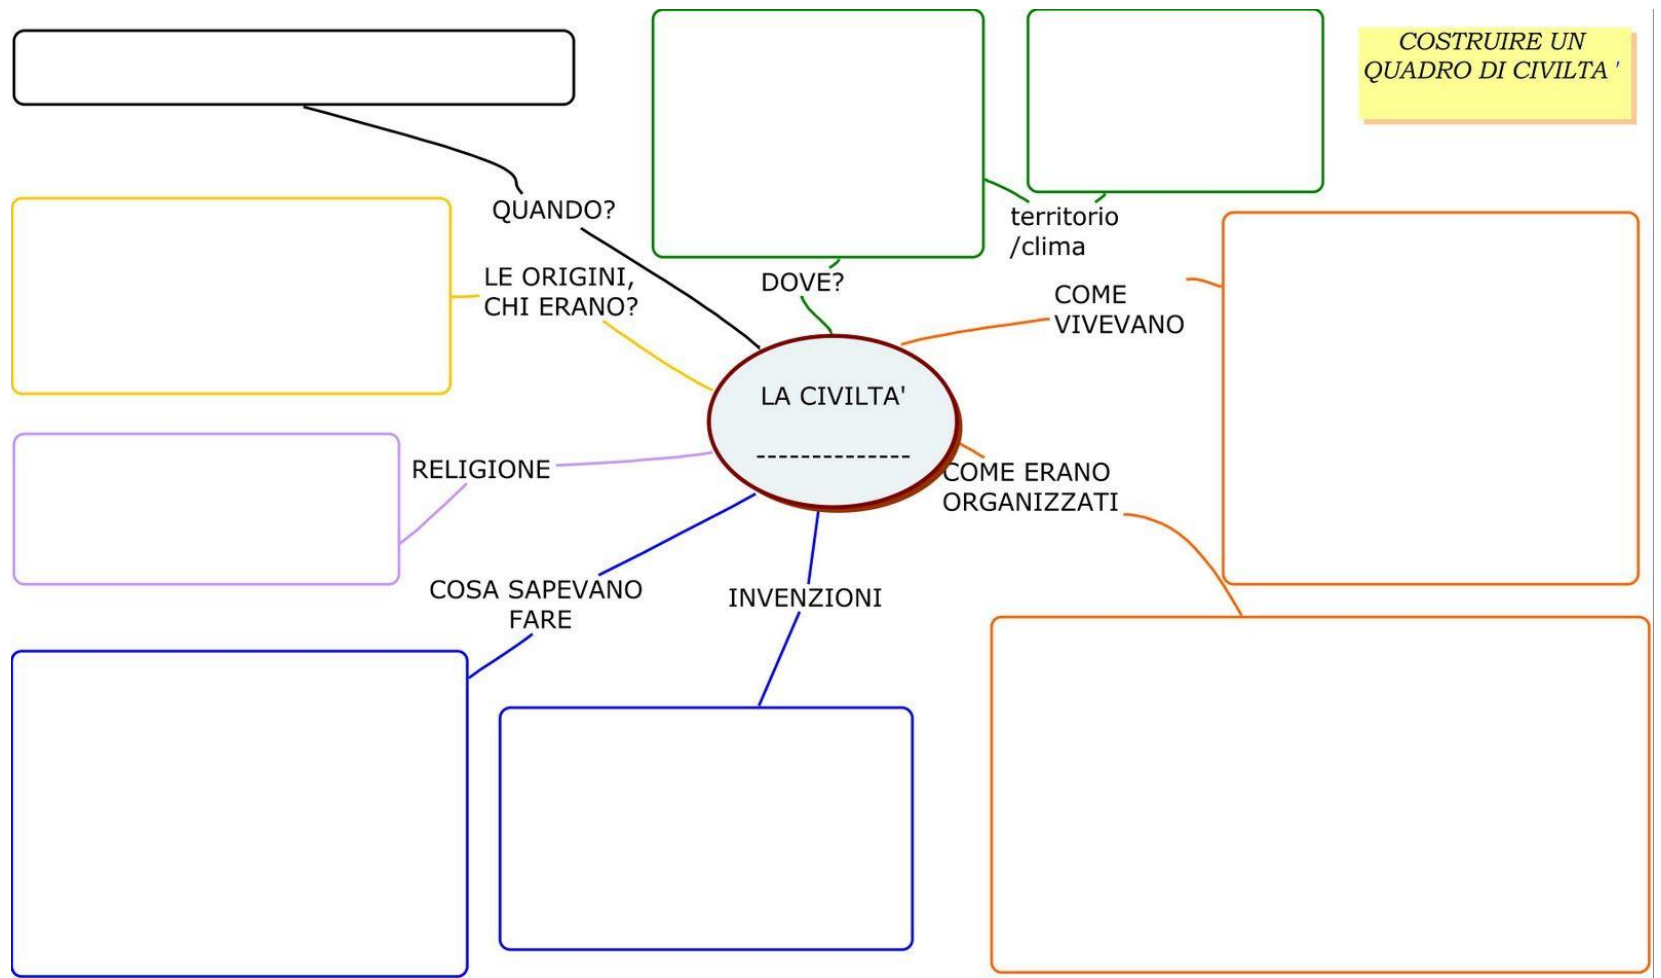 COSTRUIRE UN
QUADRO DI CIVILTA '
QUANDO?
LE ORIGINI,
CHI ERANO?
DOVE?
territorio
/clima
COME
VIVEVANO
LA CIVILTA'
--------------
RELIGIONE
COME ERANO
ORGANIZZATI
COSA SAPEVANO
FARE
INVENZIONI